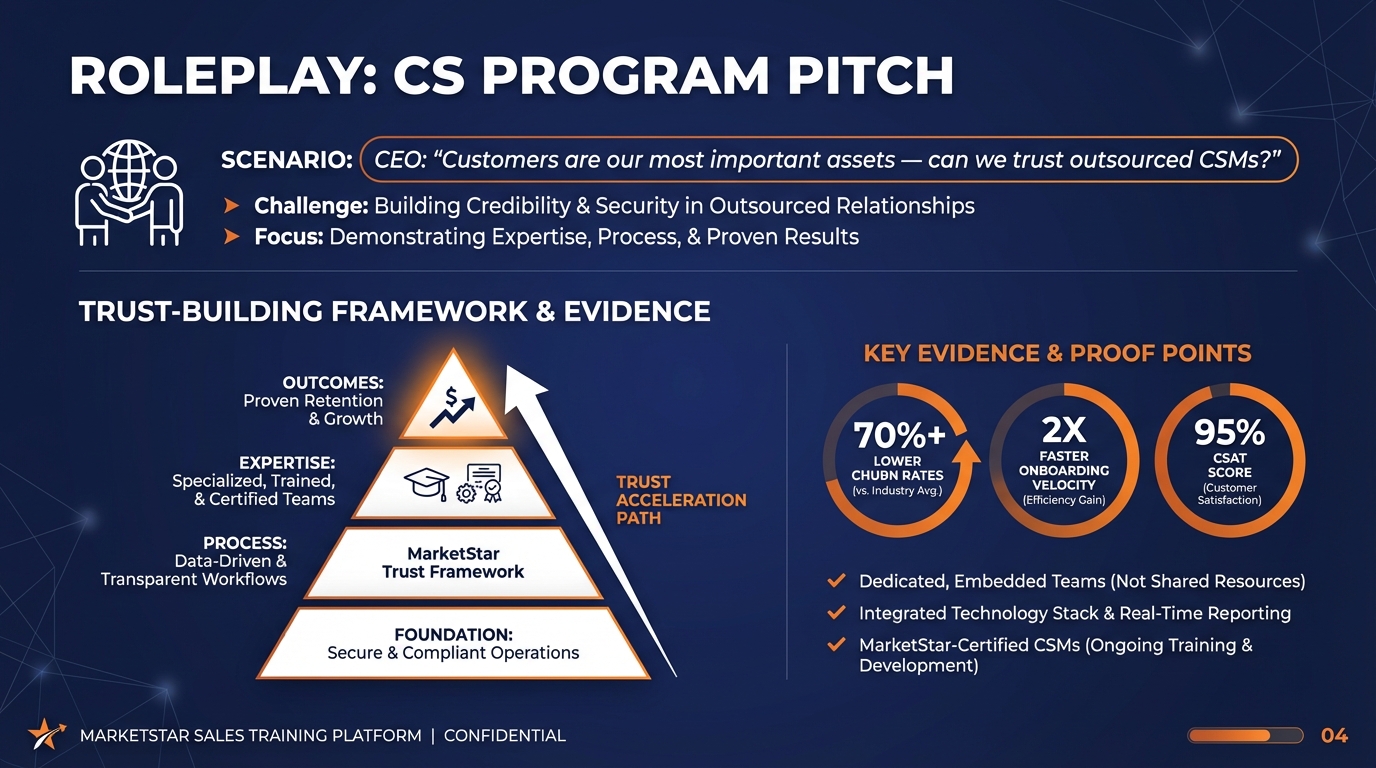 ROLEPLAY: CS PROGRAM PITCH
SCENARIO: CEO: “Customers are our most important assets — can we trust outsourced CSMs?”
➤ Challenge: Building Credibility & Security in Outsourced Relationships
➤ Focus: Demonstrating Expertise, Process, & Proven Results
TRUST-BUILDING FRAMEWORK & EVIDENCE
OUTCOMES:
Proven Retention
& Growth
$
EXPERTISE:
Specialized, Trained,
& Certified Teams
PROCESS:
Data-Driven &
Transparent Workflows
MarketStar
Trust Framework
FOUNDATION:
Secure & Compliant Operations
TRUST
ACCELERATION
PATH
KEY EVIDENCE & PROOF POINTS
70%+
LOWER
CHUBN RATES
(vs. Industry Avg.)
2X
FASTER
ONBOARDING
VELOCITY
(Efficiency Gain)
95%
CSAT
SCORE
(Customer
Satisfaction)
✓ Dedicated, Embedded Teams (Not Shared Resources)
✓ Integrated Technology Stack & Real-Time Reporting
✓ MarketStar-Certified CSMs (Ongoing Training &
Development)
MARKETSTAR SALES TRAINING PLATFORM | CONFIDENTIAL
04